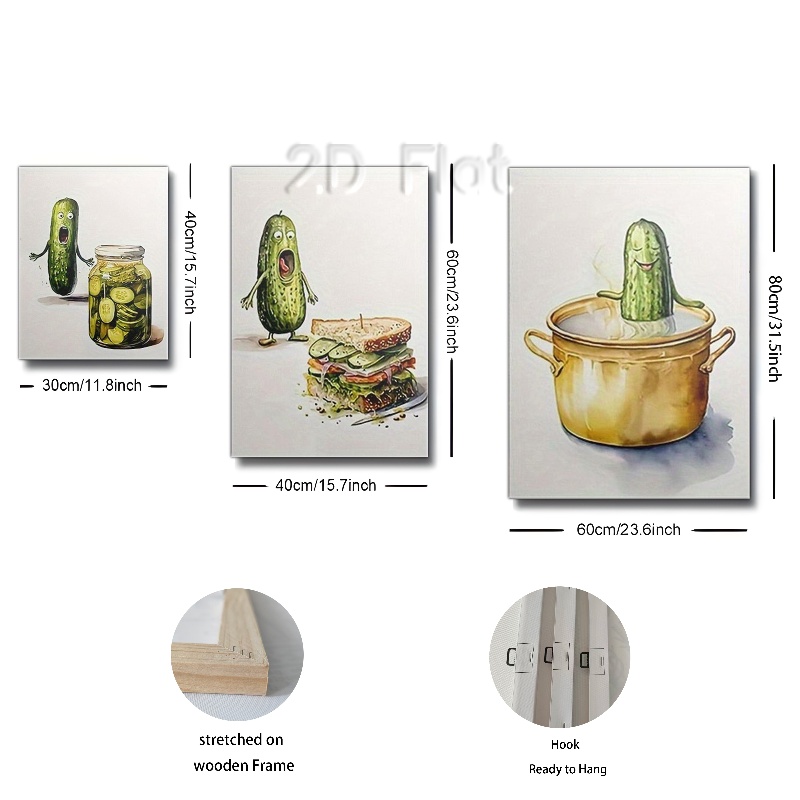 2D Flat
40cm/15.7inch
60cm/23.6inch
80cm/31.5inch
30cm/11.8inch
40cm/15.7inch
60cm/23.6inch
stretched on
wooden Frame
Hook
Ready to Hang